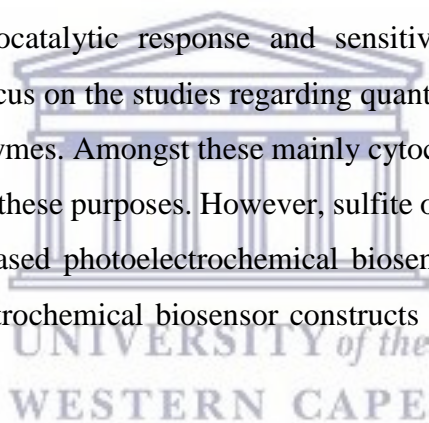 ocatalytic response and sensitiv
cus on the studies regarding quant
ymes. Amongst these mainly cytoc
these purposes. However, sulfite o
ased photoelectrochemical biosen
trochemical biosensor constructs
UNIVERSITY of the
WESTERN CAPE